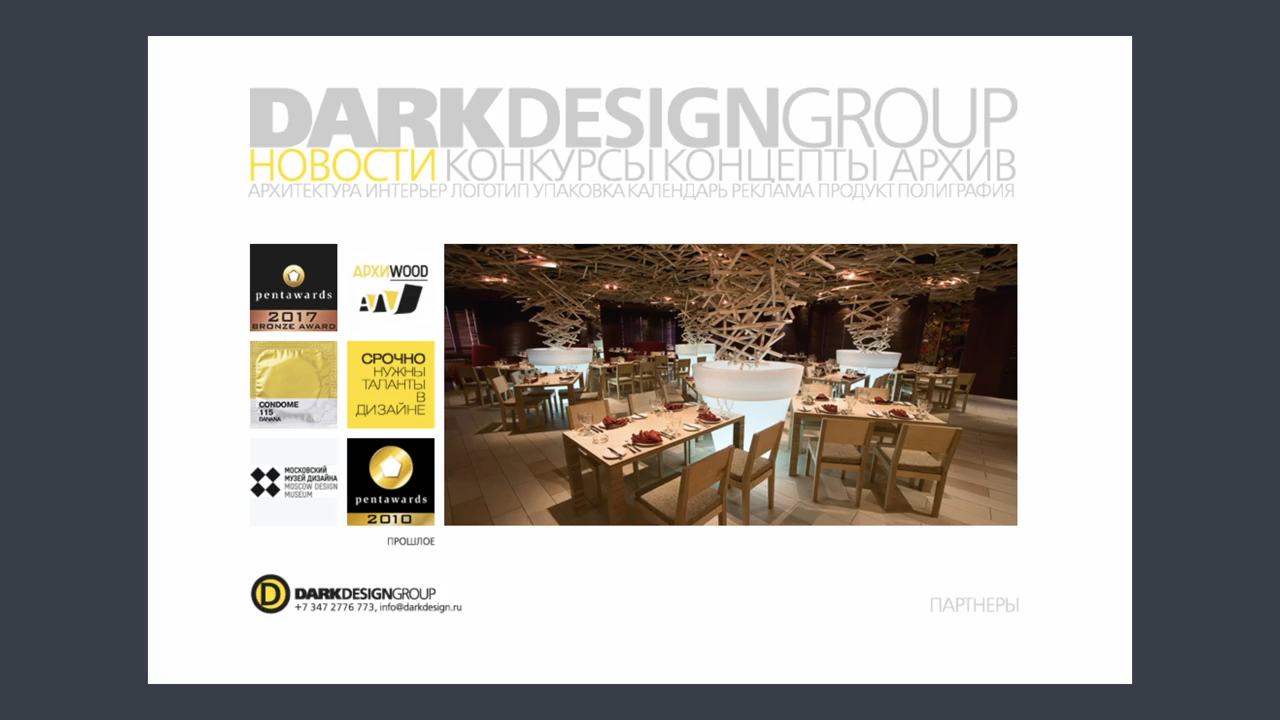 DARKDESIGNGROUP
НОВОСТИ КОНКУРСЫ КОНЦЕПТЫ АРХИВ
АРХИТЕКТУРА ИНТЕРЬЕР ЛОГОТИП УПАКОВКА КАЛЕНДАРЬ РЕКЛАМА ПРОДУКТ ПОЛИГРАФИЯ
pentawards
2017
BRONZE AWARD
АРХИWOOD
AW
CONDOME
115
BANANA
СРОЧНО
НУЖНЫ
ТАЛАНТЫ
В
ДИЗАЙНЕ
МОСКОВСКИЙ
МУЗЕЙ ДИЗАЙНА
MOSCOW DESIGN
MUSEUM
pentawards
2010
ПРОШЛОЕ
D
DARKDESIGNGROUP
+7 347 2776 773, info@darkdesign.ru
ПАРТНЕРЫ